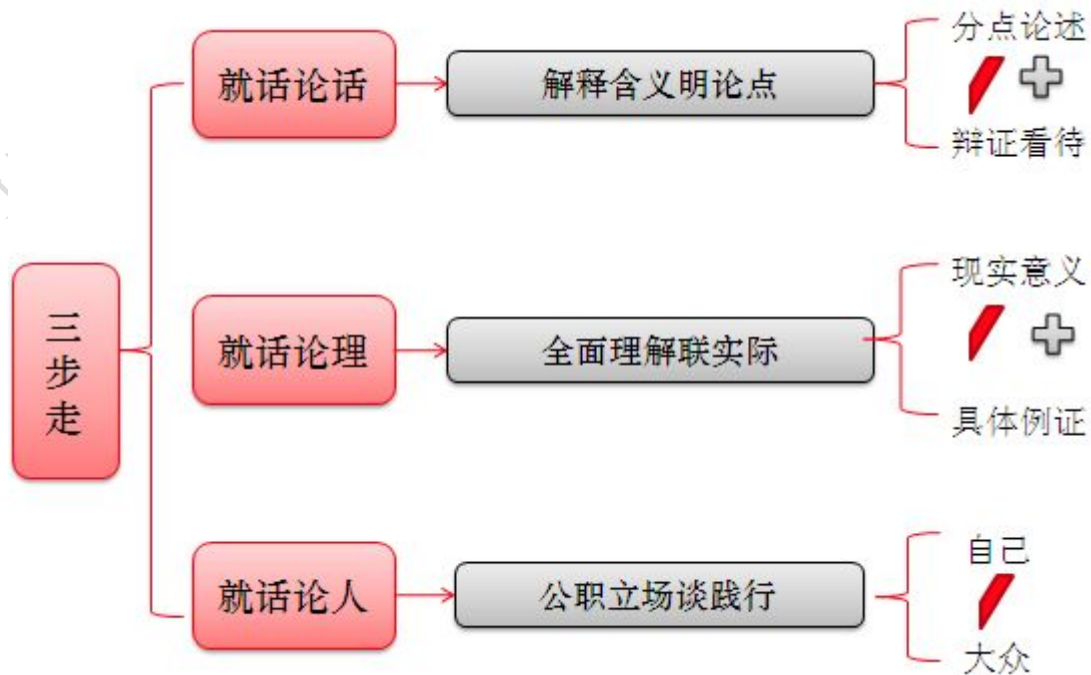 三步走
就话论话
解释含义明论点
分点论述
辩证看待
就话论理
全面理解联实际
现实意义
具体例证
就话论人
公职立场谈践行
自己
大众